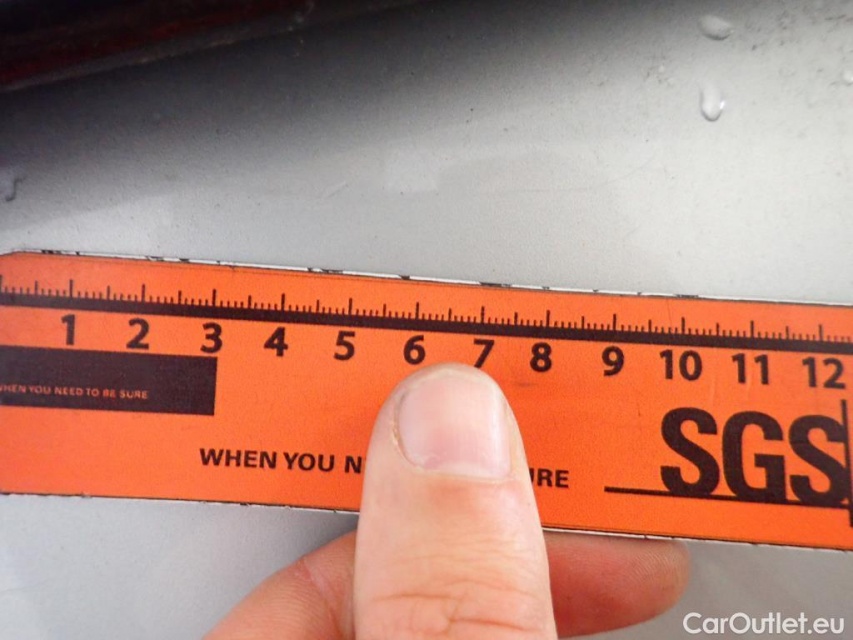 1 2 3 4 5 6 7 8 9 10 11 12
WHEN YOU NEED TO BE SURE
SGS
WHEN YOU N URE
CarOutlet.eu